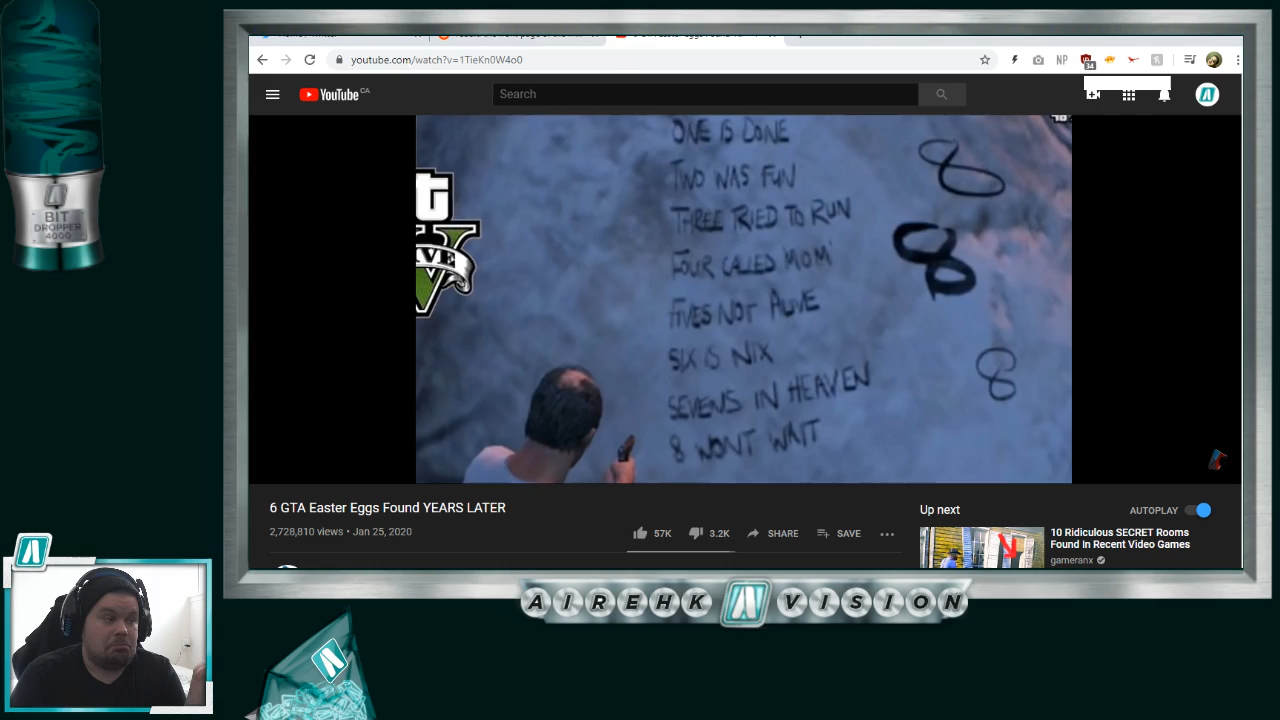 youtube.com/watch?v=1TieKn0W4o0
NP
34
YouTube CA
Search
ONE IS DONE
TWO WAS FUN
THREE TRIED TO RUN
FOUR CALLED 'MOM'
FIVES NOT ALIVE
SIX IS NIX
SEVENS IN HEAVEN
8 WONT WAIT
8
8
8
V
BIT
DROPPER
4000
6 GTA Easter Eggs Found YEARS LATER
2,728,810 views • Jan 25, 2020
57K
3.2K
SHARE
SAVE
Up next
AUTOPLAY
10 Ridiculous SECRET Rooms
Found In Recent Video Games
gameranx
AIREHK VISION